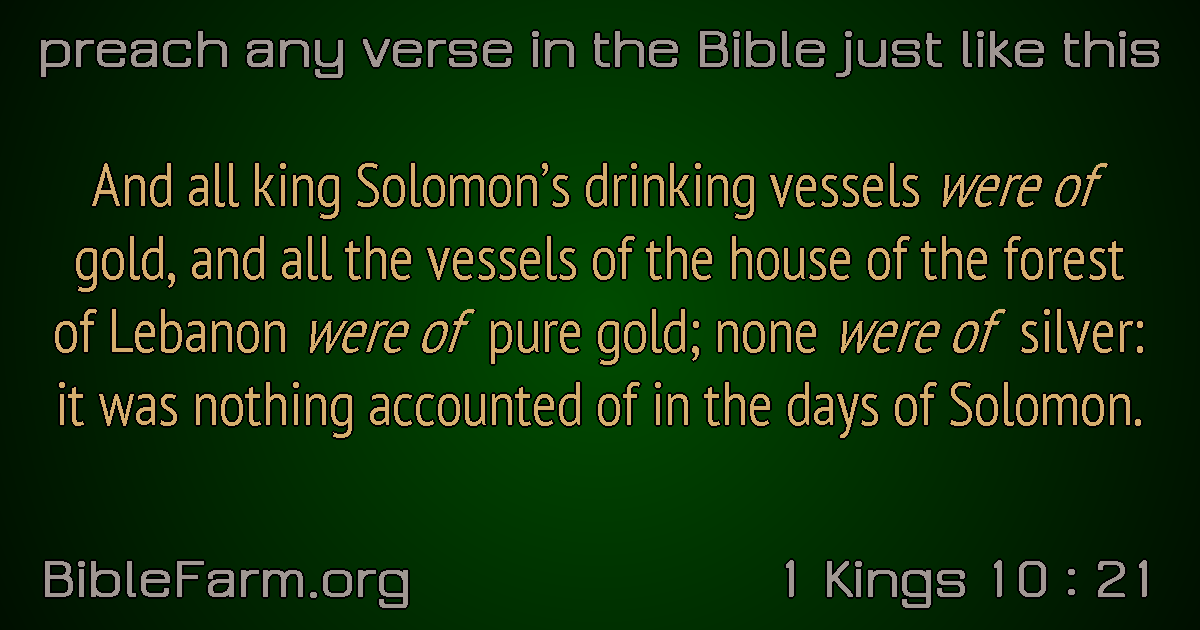 preach any verse in the Bible just like this
And all king Solomon’s drinking vessels were of
gold, and all the vessels of the house of the forest
of Lebanon were of pure gold; none were of silver:
it was nothing accounted of in the days of Solomon.
BibleFarm.org
1 Kings 10 : 21